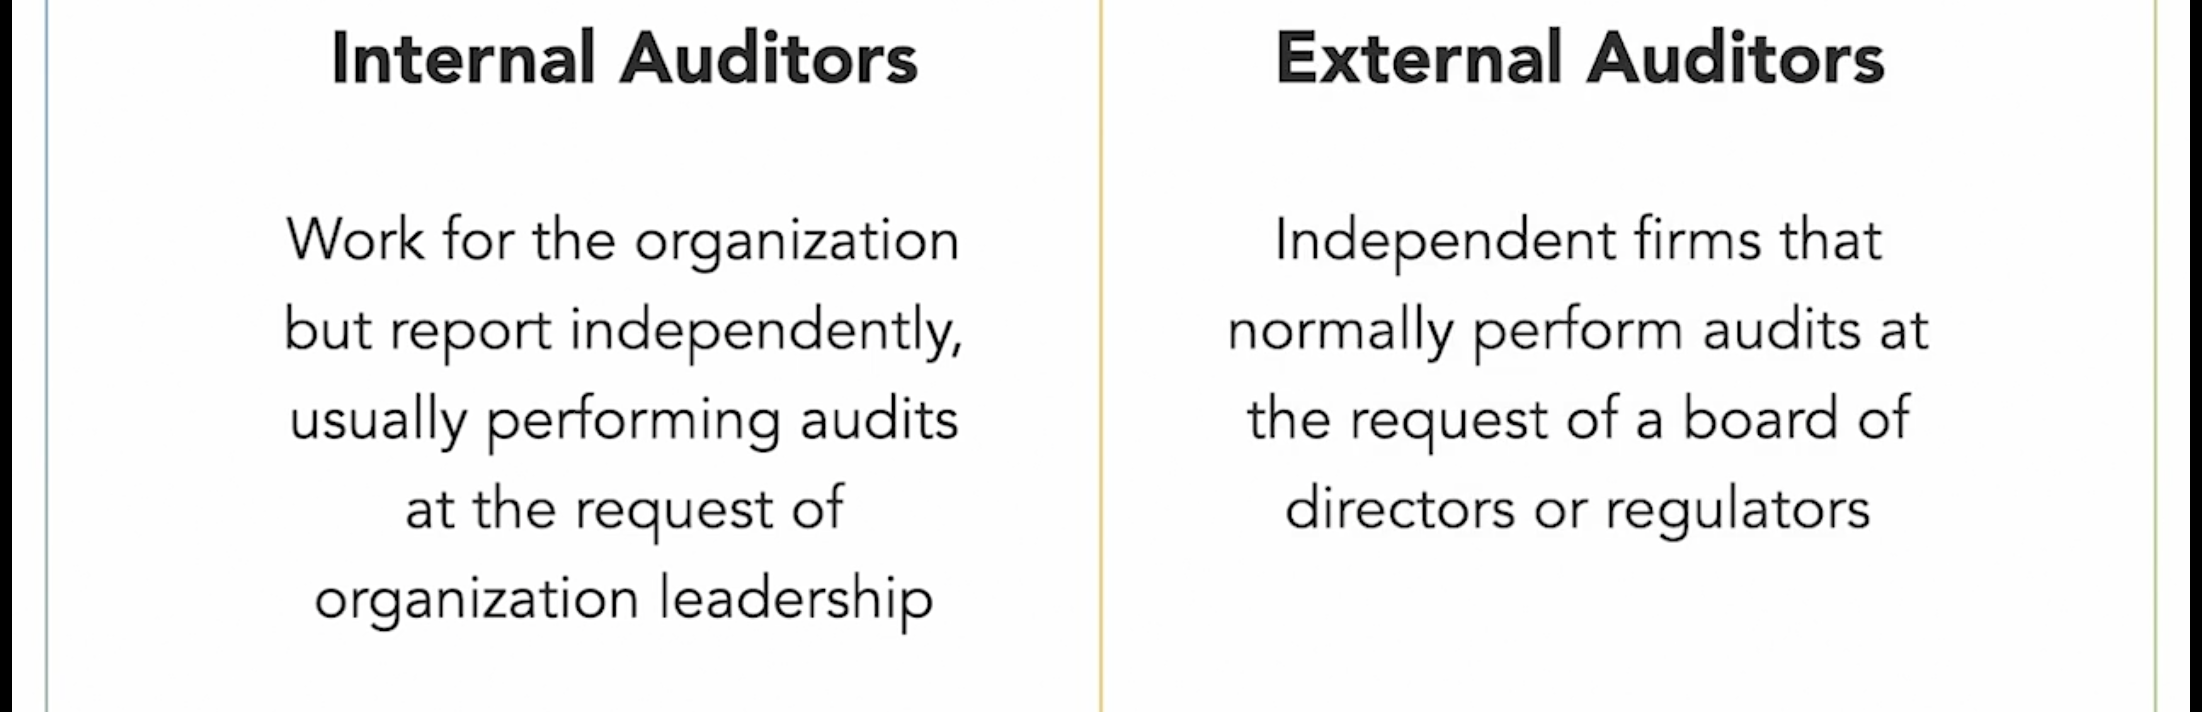 Internal Auditors
Work for the organization
but report independently,
usually performing audits
at the request of
organization leadership
External Auditors
Independent firms that
normally perform audits at
the request of a board of
directors or regulators